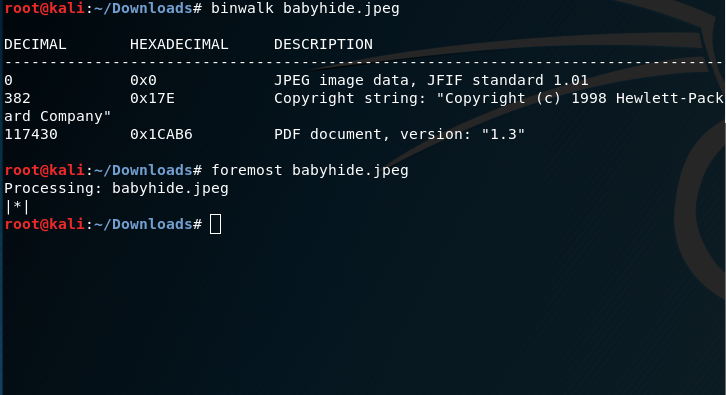 root@kali:~/Downloads# binwalk babyhide.jpeg
DECIMAL       HEXADECIMAL     DESCRIPTION
--------------------------------------------------------------------------------
0             0x0             JPEG image data, JFIF standard 1.01
382           0x17E           Copyright string: "Copyright (c) 1998 Hewlett-Pack
ard Company"
117430        0x1CAB6         PDF document, version: "1.3"
root@kali:~/Downloads# foremost babyhide.jpeg
Processing: babyhide.jpeg
|*|
root@kali:~/Downloads#